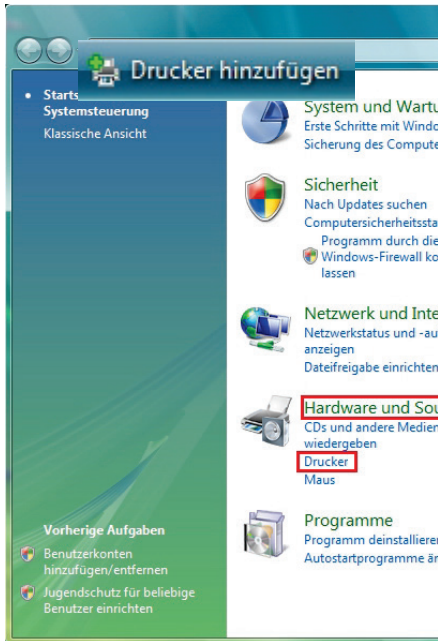 Drucker hinzufügen
Starts
Systemsteuerung
Klassische Ansicht
System und Wartu
Erste Schritte mit Windo
Sicherung des Compute
Sicherheit
Nach Updates suchen
Computersicherheitssta
Programm durch die
Windows-Firewall ko
lassen
Netzwerk und Inte
Netzwerkstatus und -au
anzeigen
Dateifreigabe einrichten
Hardware und Sou
CDs und andere Medien
wiedergeben
Drucker
Maus
Programme
Programm deinstalliere
Autostartprogramme är
Vorherige Aufgaben
Benutzerkonten
hinzufügen/entfernen
Jugendschutz für beliebige
Benutzer einrichten